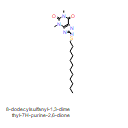 8-dodecylsulfanyl-1,3-dime
thyl-7H-purine-2,6-dione